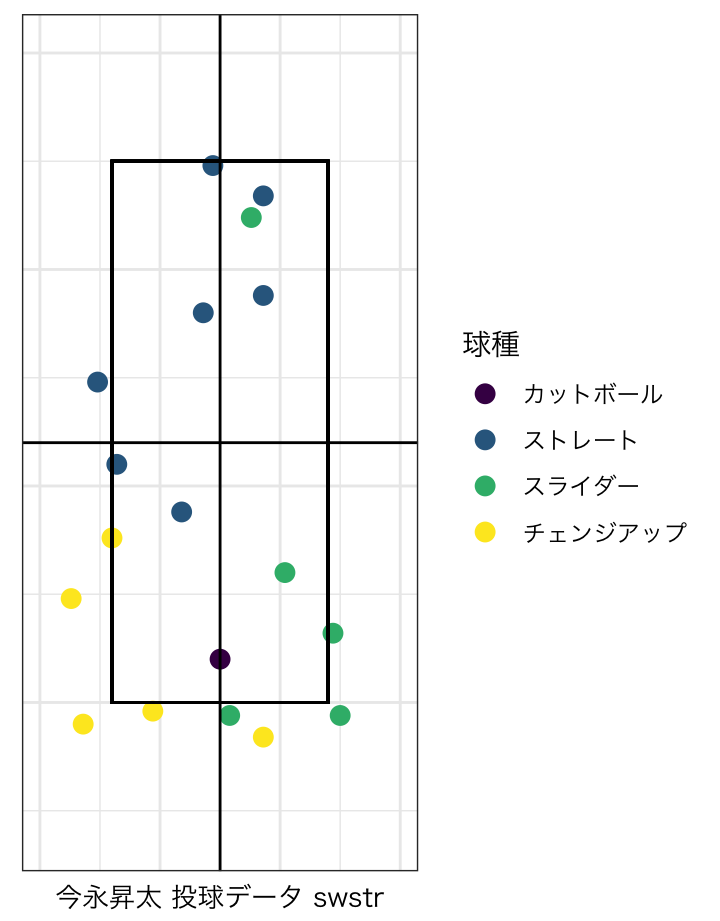 球種
カットボール
ストレート
スライダー
チェンジアップ
今永昇太 投球データ swstr